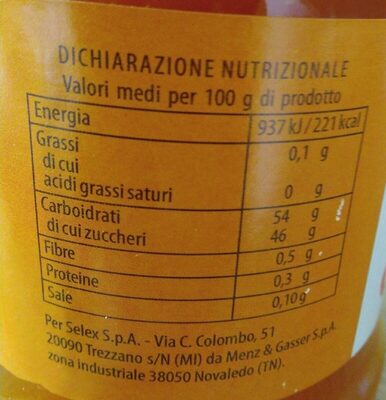 DICHIARAZIONE NUTRIZIONALE
Valori medi per 100 g di prodotto
Energia 937 kJ/221 kcal
Grassi 0,1 g
di cui
acidi grassi saturi 0 g
Carboidrati 54 g
di cui zuccheri 46 g
Fibre 0,5 g
Proteine 0,3 g
Sale 0,10 g
Per Selex S.p.A. - Via C. Colombo, 51
20090 Trezzano s/N (MI) da Menz & Gasser S.p.A.
zona industriale 38050 Novaledo (TN).